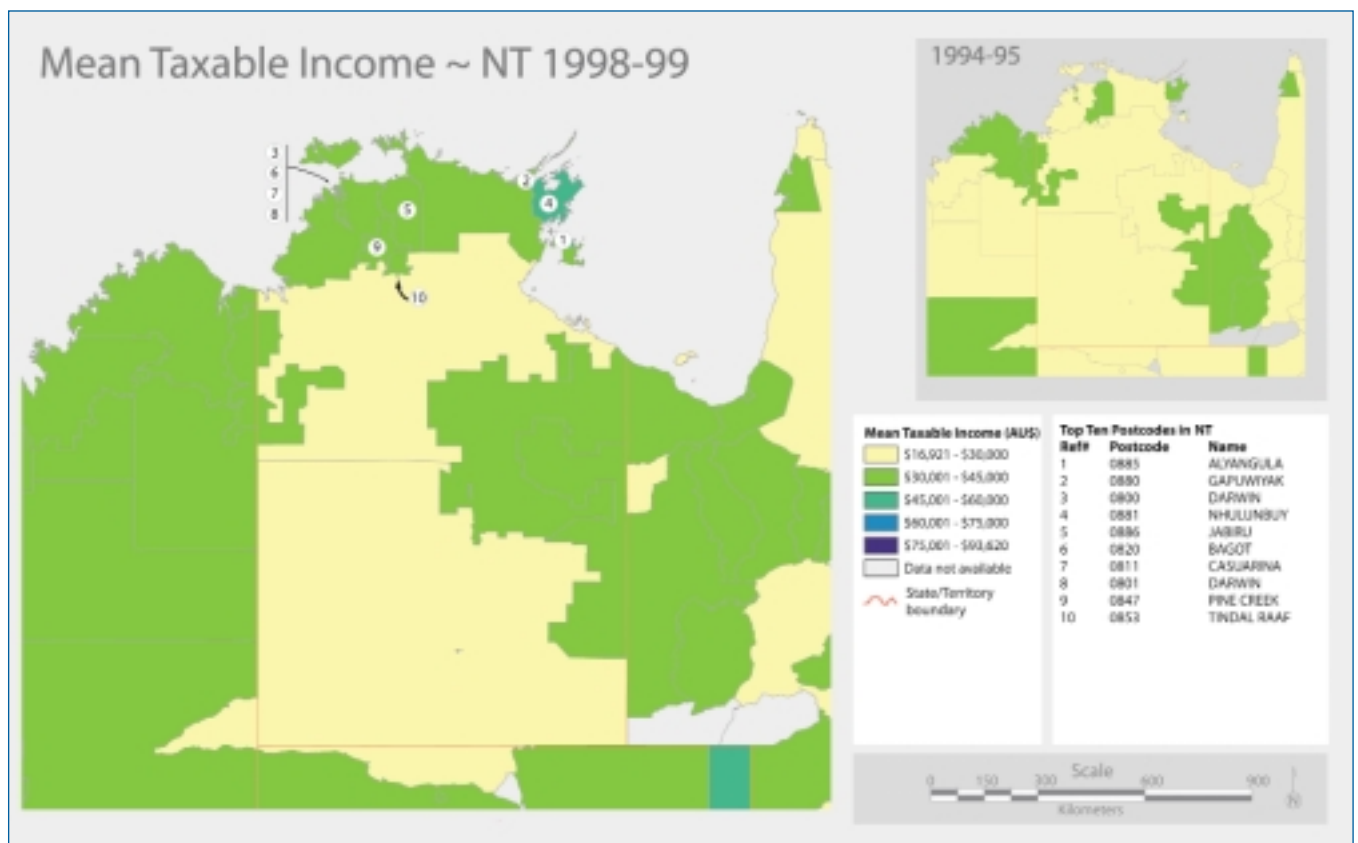 Mean Taxable Income ~ NT 1998-99
1994-95
3
6
7
8
5
9
10
2
4
1
Mean Taxable Income (AU$)
$16,921 - $30,000
$30,001 - $45,000
$45,001 - $60,000
$60,001 - $75,000
$75,001 - $93,620
Data not available
State/Territory
boundary
Top Ten Postcodes in NT
Ref# Postcode Name
1 0885 ALYANGULA
2 0880 GAPUWIYAK
3 0800 DARWIN
4 0881 NHULUNBUY
5 0886 JABIRU
6 0820 BAGOT
7 0811 CASUARINA
8 0801 DARWIN
9 0847 PINE CREEK
10 0853 TINDAL RAAF
Scale
0 150 300 600 900
Kilometers
N